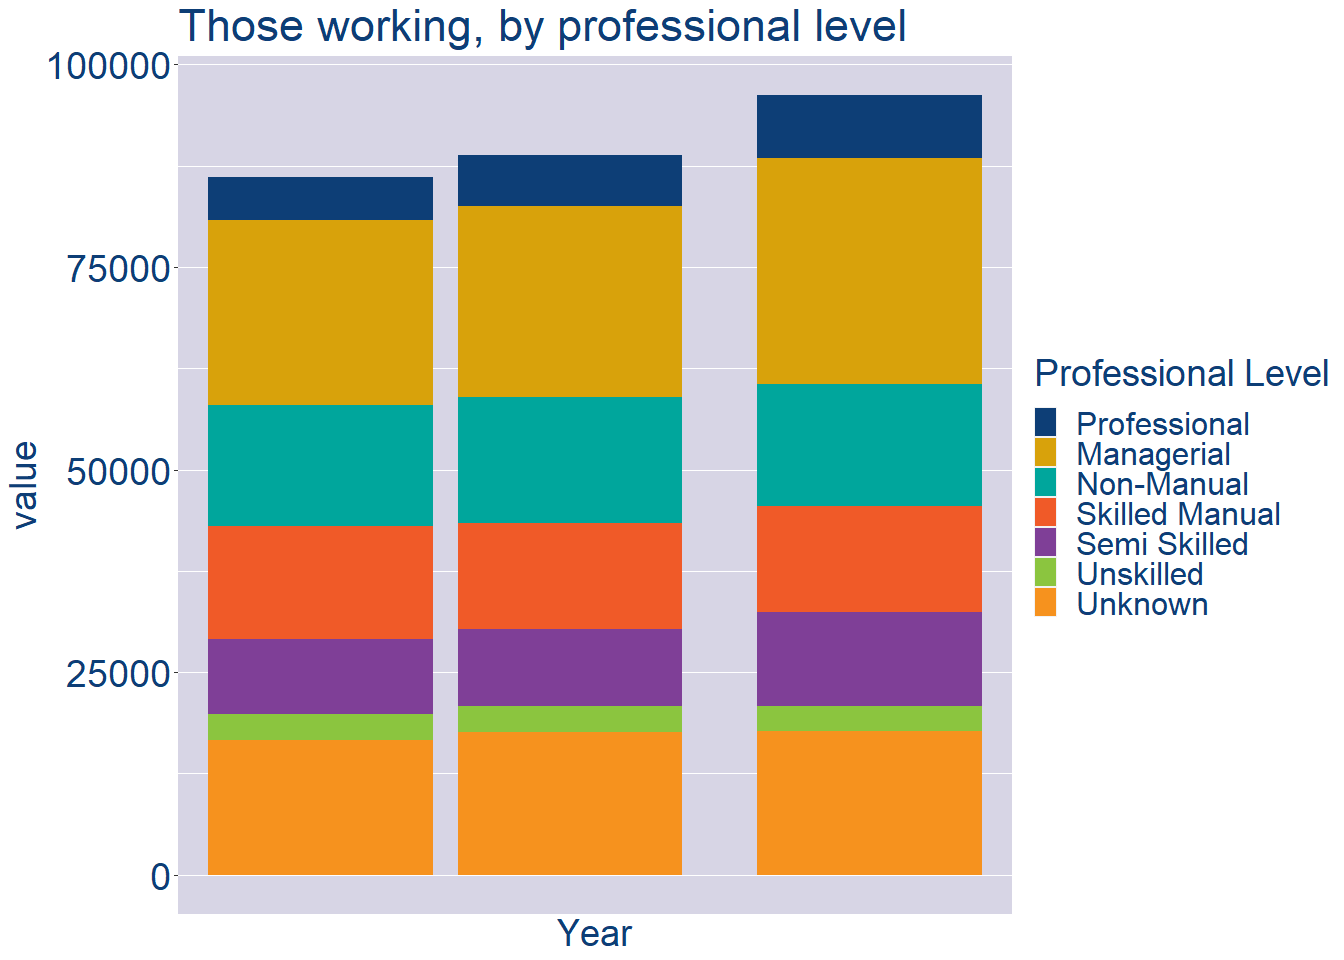 Those working, by professional level
100000
75000
50000
25000
0
value
Year
Professional Level
Professional
Managerial
Non-Manual
Skilled Manual
Semi Skilled
Unskilled
Unknown